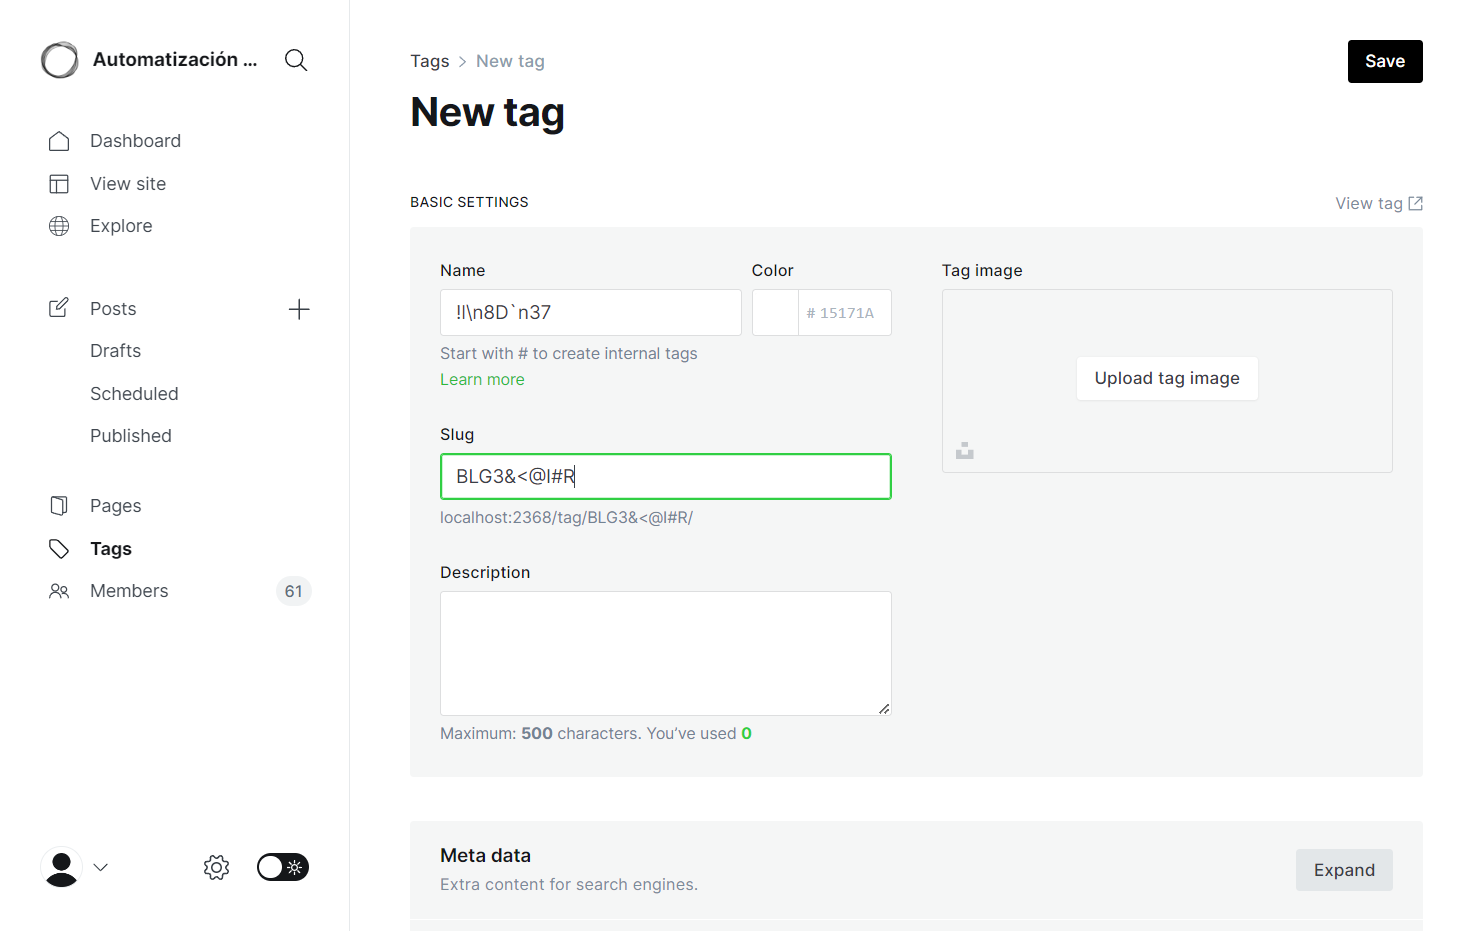 Automatización ...
Dashboard
View site
Explore
Posts
Drafts
Scheduled
Published
Pages
Tags
Members
61
Tags > New tag
Save
New tag
BASIC SETTINGS
View tag
Name
!l\n8D`n37
Start with # to create internal tags
Learn more
Color
# 15171A
Slug
BLG3&<@I#R
localhost:2368/tag/BLG3&<@I#R/
Description
Maximum: 500 characters. You’ve used 0
Tag image
Upload tag image
Meta data
Extra content for search engines.
Expand